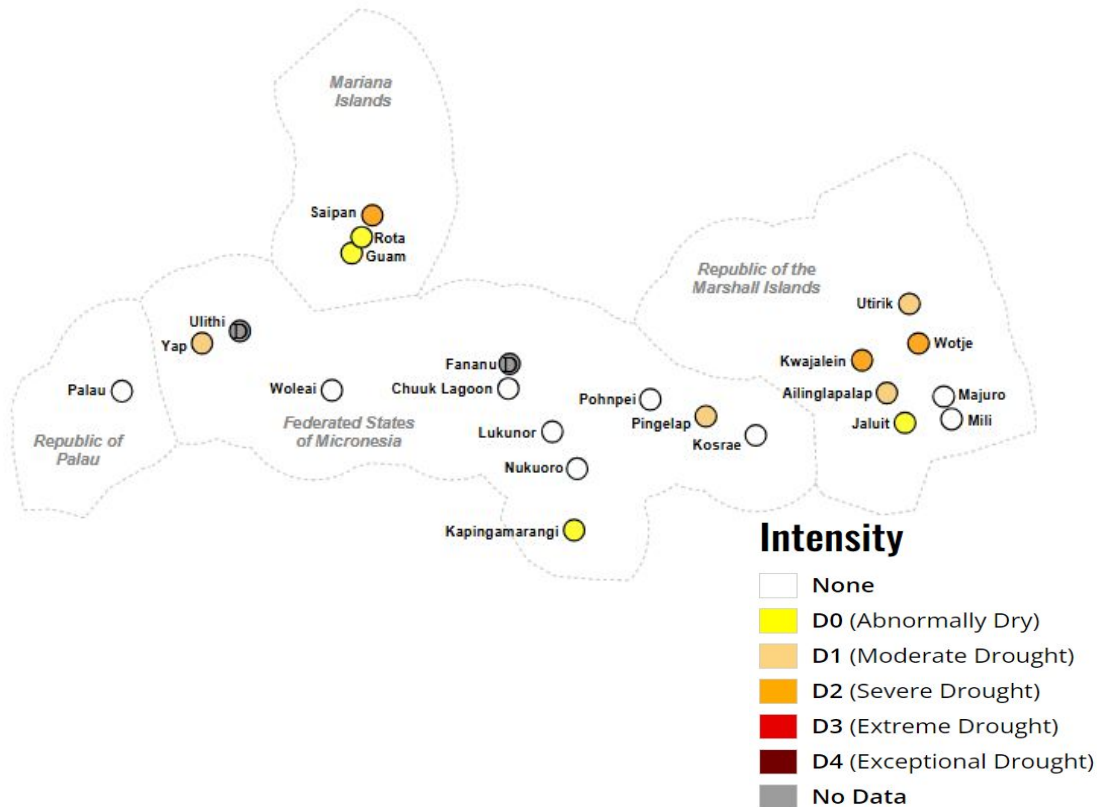 Mariana
Islands
Saipan
Rota
Guam
Republic of the
Marshall Islands
Utirik
Ulithi
D
Yap
Wotje
Fananu
D
Kwajalein
Palau
Woleai
Chuuk Lagoon
Pohnpei
Ailinglapalap
Majuro
Pingelap
Jaluit
Mili
Federated States
of Micronesia
Lukunor
Kosrae
Republic of
Palau
Nukuoro
Kapingamarangi
Intensity
None
D0 (Abnormally Dry)
D1 (Moderate Drought)
D2 (Severe Drought)
D3 (Extreme Drought)
D4 (Exceptional Drought)
No Data